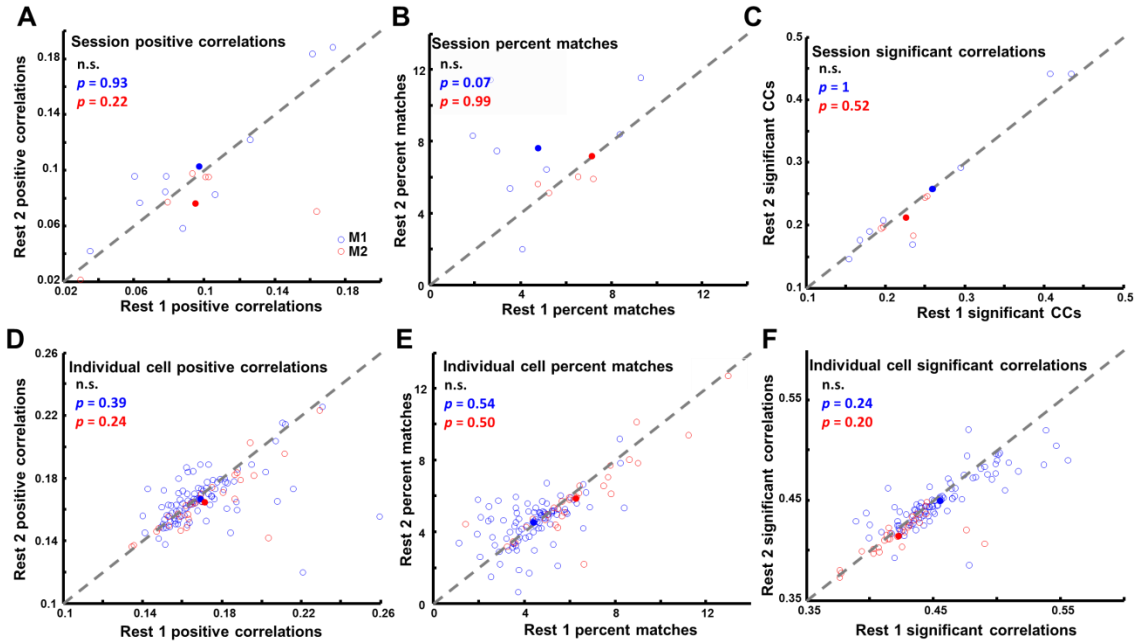 A
Session positive correlations
n.s.
p = 0.93
p = 0.22
Rest 2 positive correlations
0.18
0.14
0.1
0.06
0.02
0.02
0.06
0.1
0.14
0.18
Rest 1 positive correlations
M1
M2
B
Session percent matches
n.s.
p = 0.07
p = 0.99
Rest 2 percent matches
12
8
4
0
0
4
8
12
Rest 1 percent matches
C
Session significant correlations
n.s.
p = 1
p = 0.52
Rest 2 significant CCs
0.5
0.4
0.3
0.2
0.1
0.1
0.2
0.3
0.4
0.5
Rest 1 significant CCs
D
Individual cell positive correlations
n.s.
p = 0.39
p = 0.24
Rest 2 positive correlations
0.26
0.22
0.18
0.14
0.1
0.1
0.14
0.18
0.22
0.26
Rest 1 positive correlations
E
Individual cell percent matches
n.s.
p = 0.54
p = 0.50
Rest 2 percent matches
12
8
4
0
0
4
8
12
Rest 1 percent matches
F
Individual cell significant correlations
n.s.
p = 0.24
p = 0.20
Rest 2 significant correlations
0.55
0.45
0.35
0.35
0.45
0.55
Rest 1 significant correlations